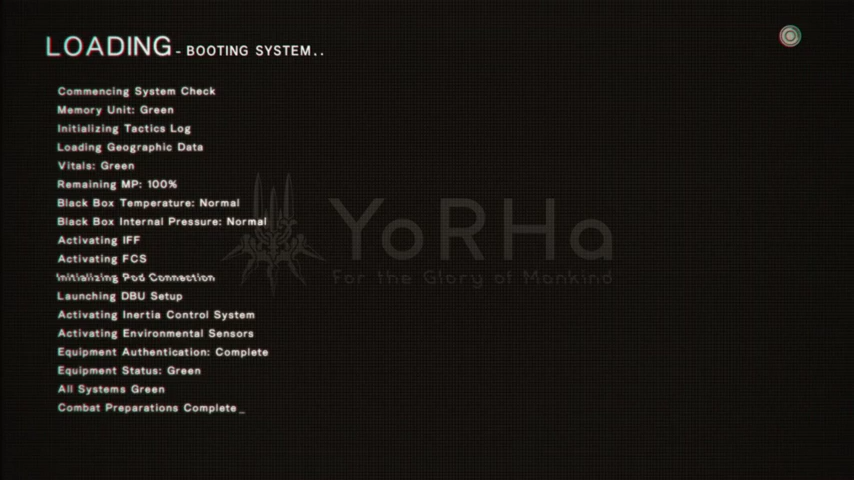 LOADING - BOOTING SYSTEM..
Commencing System Check
Memory Unit: Green
Initializing Tactics Log
Loading Geographic Data
Vitals: Green
Remaining MP: 100%
Black Box Temperature: Normal
Black Box Internal Pressure: Normal
Activating IFF
Activating FCS
Initializing Pod Connection
Launching DBU Setup
Activating Inertia Control System
Activating Environmental Sensors
Equipment Authentication: Complete
Equipment Status: Green
All Systems Green
Combat Preparations Complete_
YoRHa
For the Glory of Mankind